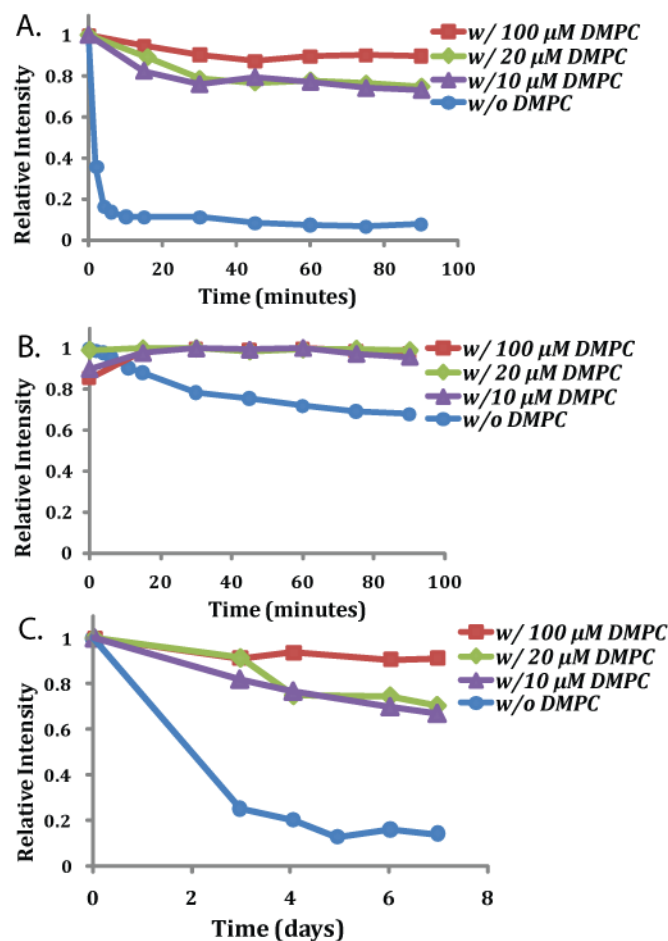 A.
w/ 100 μM DMPC
w/ 20 μM DMPC
w/10 μM DMPC
w/o DMPC
Relative Intensity
1
0.8
0.6
0.4
0.2
0
0 20 40 60 80 100
Time (minutes)
B.
w/ 100 μM DMPC
w/ 20 μM DMPC
w/10 μM DMPC
w/o DMPC
Relative Intensity
1
0.8
0.6
0.4
0.2
0
0 20 40 60 80 100
Time (minutes)
C.
w/ 100 μM DMPC
w/ 20 μM DMPC
w/10 μM DMPC
w/o DMPC
Relative Intensity
1
0.8
0.6
0.4
0.2
0
0 2 4 6 8
Time (days)